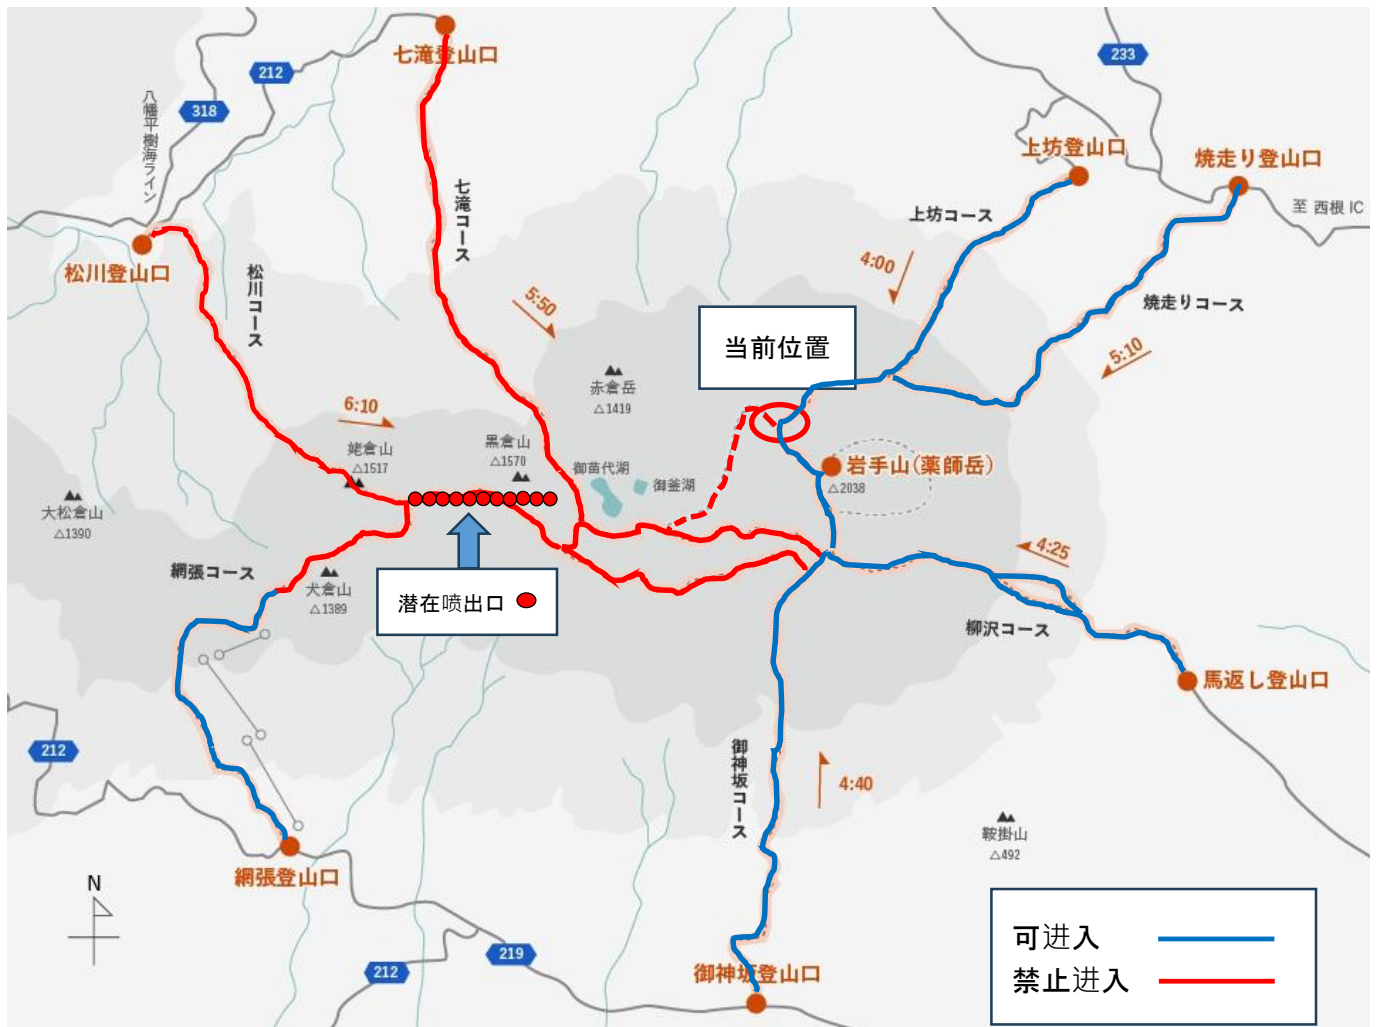 七滝登山口
233
212
318
八幡平樹海ライン
上坊登山口
焼走り登山口
至 西根 IC
七滝コース
上坊コース
松川登山口
松川コース
4:00
5:50
焼走りコース
当前位置
5:10
赤倉岳
△1419
6:10
姥倉山
△1517
黒倉山
△1570
御苗代湖
御釜湖
岩手山(薬師岳)
△2038
大松倉山
△1390
4:25
網張コース
犬倉山
△1389
潜在喷出口
柳沢コース
馬返し登山口
212
御神坂コース
4:40
鞍掛山
△492
網張登山口
N
可进入
禁止进入
219
212
御神坂登山口